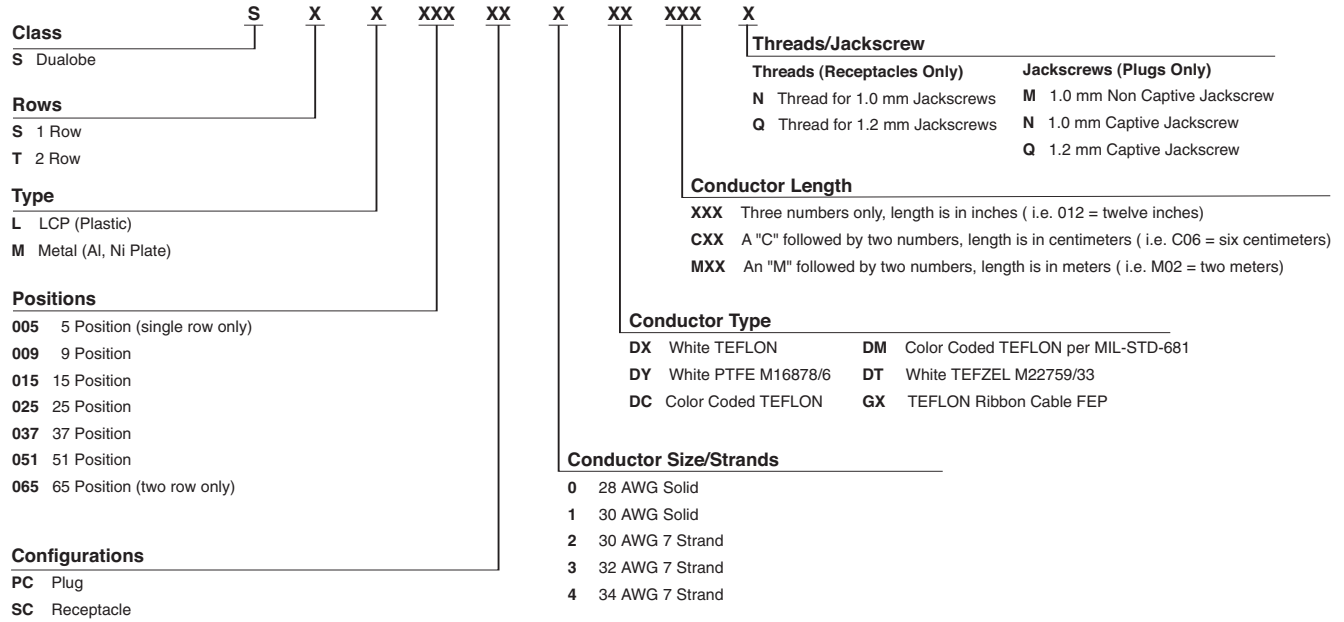 S X X XXX XX X XX XXX X
Class
S Dualobe
Rows
S 1 Row
T 2 Row
Type
L LCP (Plastic)
M Metal (Al, Ni Plate)
Positions
005 5 Position (single row only)
009 9 Position
015 15 Position
025 25 Position
037 37 Position
051 51 Position
065 65 Position (two row only)
Configurations
PC Plug
SC Receptacle
Threads/Jackscrew
Threads (Receptacles Only)
N Thread for 1.0 mm Jackscrews
Q Thread for 1.2 mm Jackscrews
Jackscrews (Plugs Only)
M 1.0 mm Non Captive Jackscrew
N 1.0 mm Captive Jackscrew
Q 1.2 mm Captive Jackscrew
Conductor Length
XXX Three numbers only, length is in inches ( i.e. 012 = twelve inches)
CXX A "C" followed by two numbers, length is in centimeters ( i.e. C06 = six centimeters)
MXX An "M" followed by two numbers, length is in meters ( i.e. M02 = two meters)
Conductor Type
DX White TEFLON
DY White PTFE M16878/6
DC Color Coded TEFLON
DM Color Coded TEFLON per MIL-STD-681
DT White TEFZEL M22759/33
GX TEFLON Ribbon Cable FEP
Conductor Size/Strands
0 28 AWG Solid
1 30 AWG Solid
2 30 AWG 7 Strand
3 32 AWG 7 Strand
4 34 AWG 7 Strand